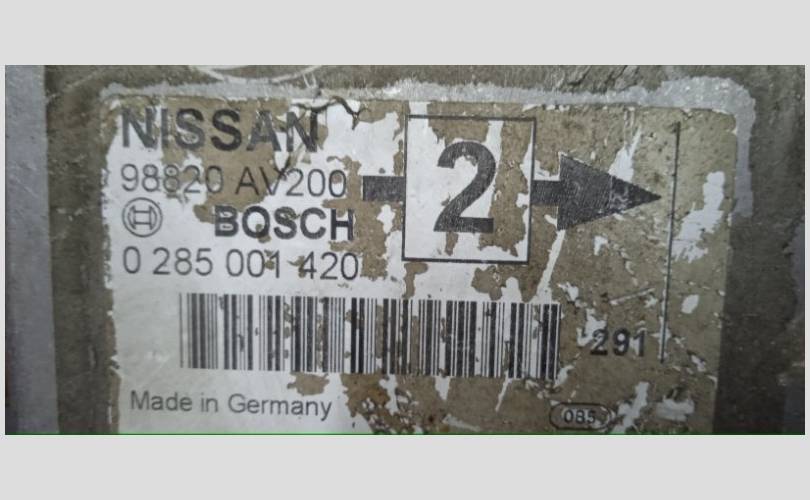 NISSAN
98820 AV200
2
BOSCH
0 285 001 420
291
Made in Germany
085